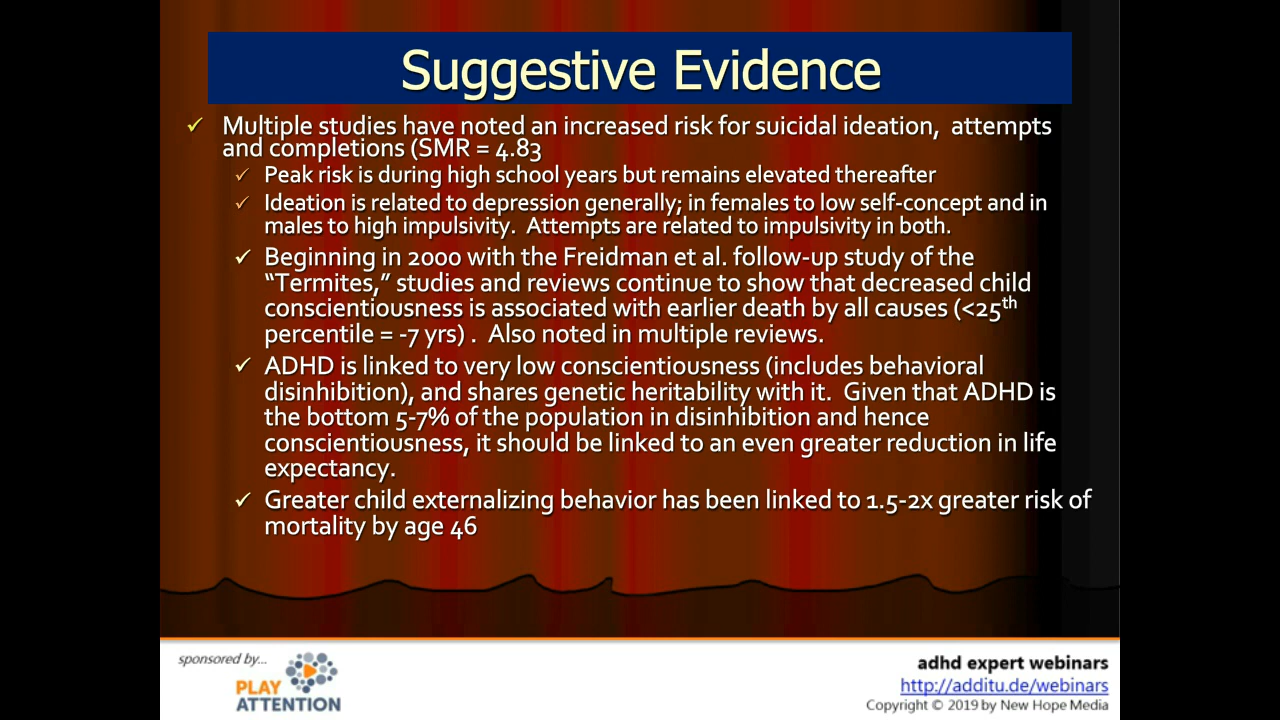 Suggestive Evidence
Multiple studies have noted an increased risk for suicidal ideation,  attempts
and completions (SMR = 4.83
Peak risk is during high school years but remains elevated thereafter
Ideation is related to depression generally; in females to low self-concept and in
males to high impulsivity.  Attempts are related to impulsivity in both.
Beginning in 2000 with the Freidman et al. follow-up study of the
“Termites,” studies and reviews continue to show that decreased child
conscientiousness is associated with earlier death by all causes (<25th
percentile = -7 yrs) .  Also noted in multiple reviews.
ADHD is linked to very low conscientiousness (includes behavioral
disinhibition), and shares genetic heritability with it.  Given that ADHD is
the bottom 5-7% of the population in disinhibition and hence
conscientiousness, it should be linked to an even greater reduction in life
expectancy.
Greater child externalizing behavior has been linked to 1.5-2x greater risk of
mortality by age 46
sponsored by...
PLAY
ATTENTION
adhd expert webinars
http://additu.de/webinars
Copyright © 2019 by New Hope Media